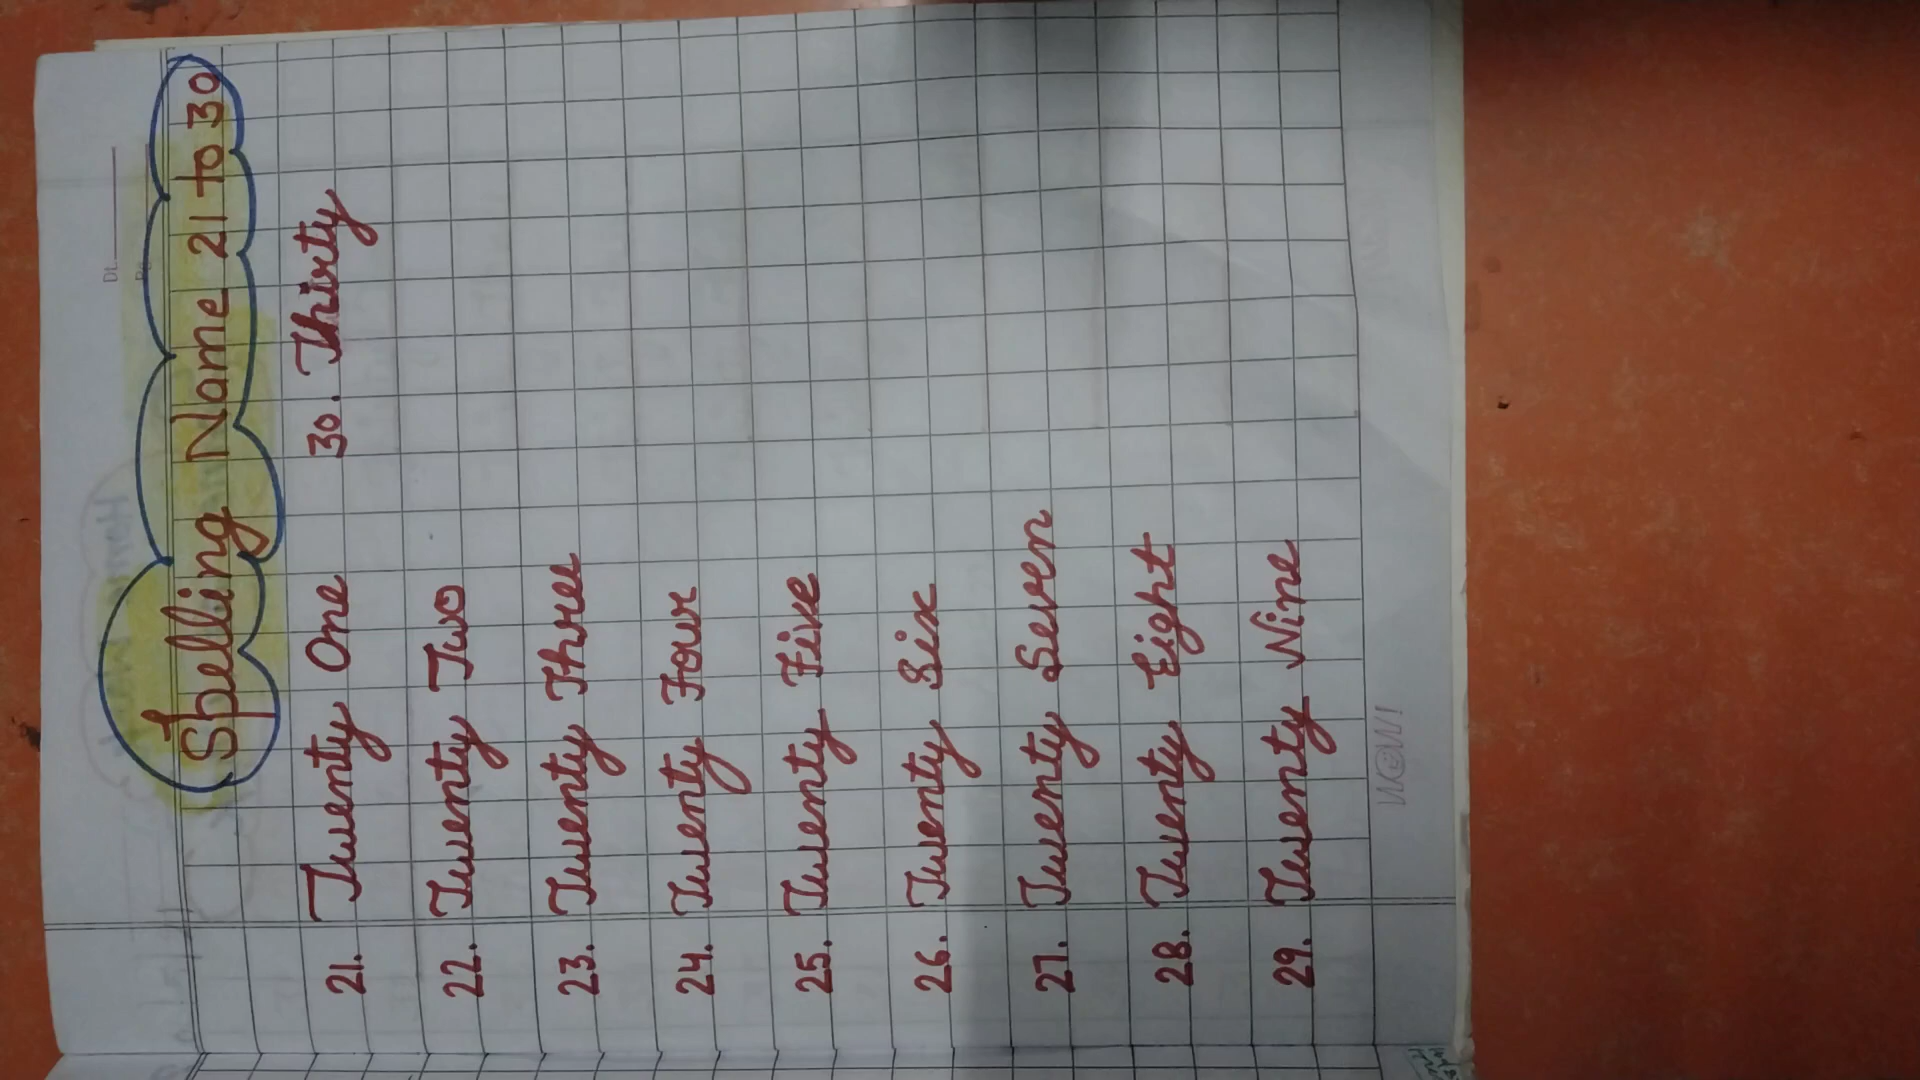 Dt.
Spelling Name 21 to 30
21. Twenty One
30. Thirty
22. Twenty Two
23. Twenty Three
24. Twenty Four
25. Twenty Five
26. Twenty Six
27. Twenty Seven
28. Twenty Eight
29. Twenty Nine